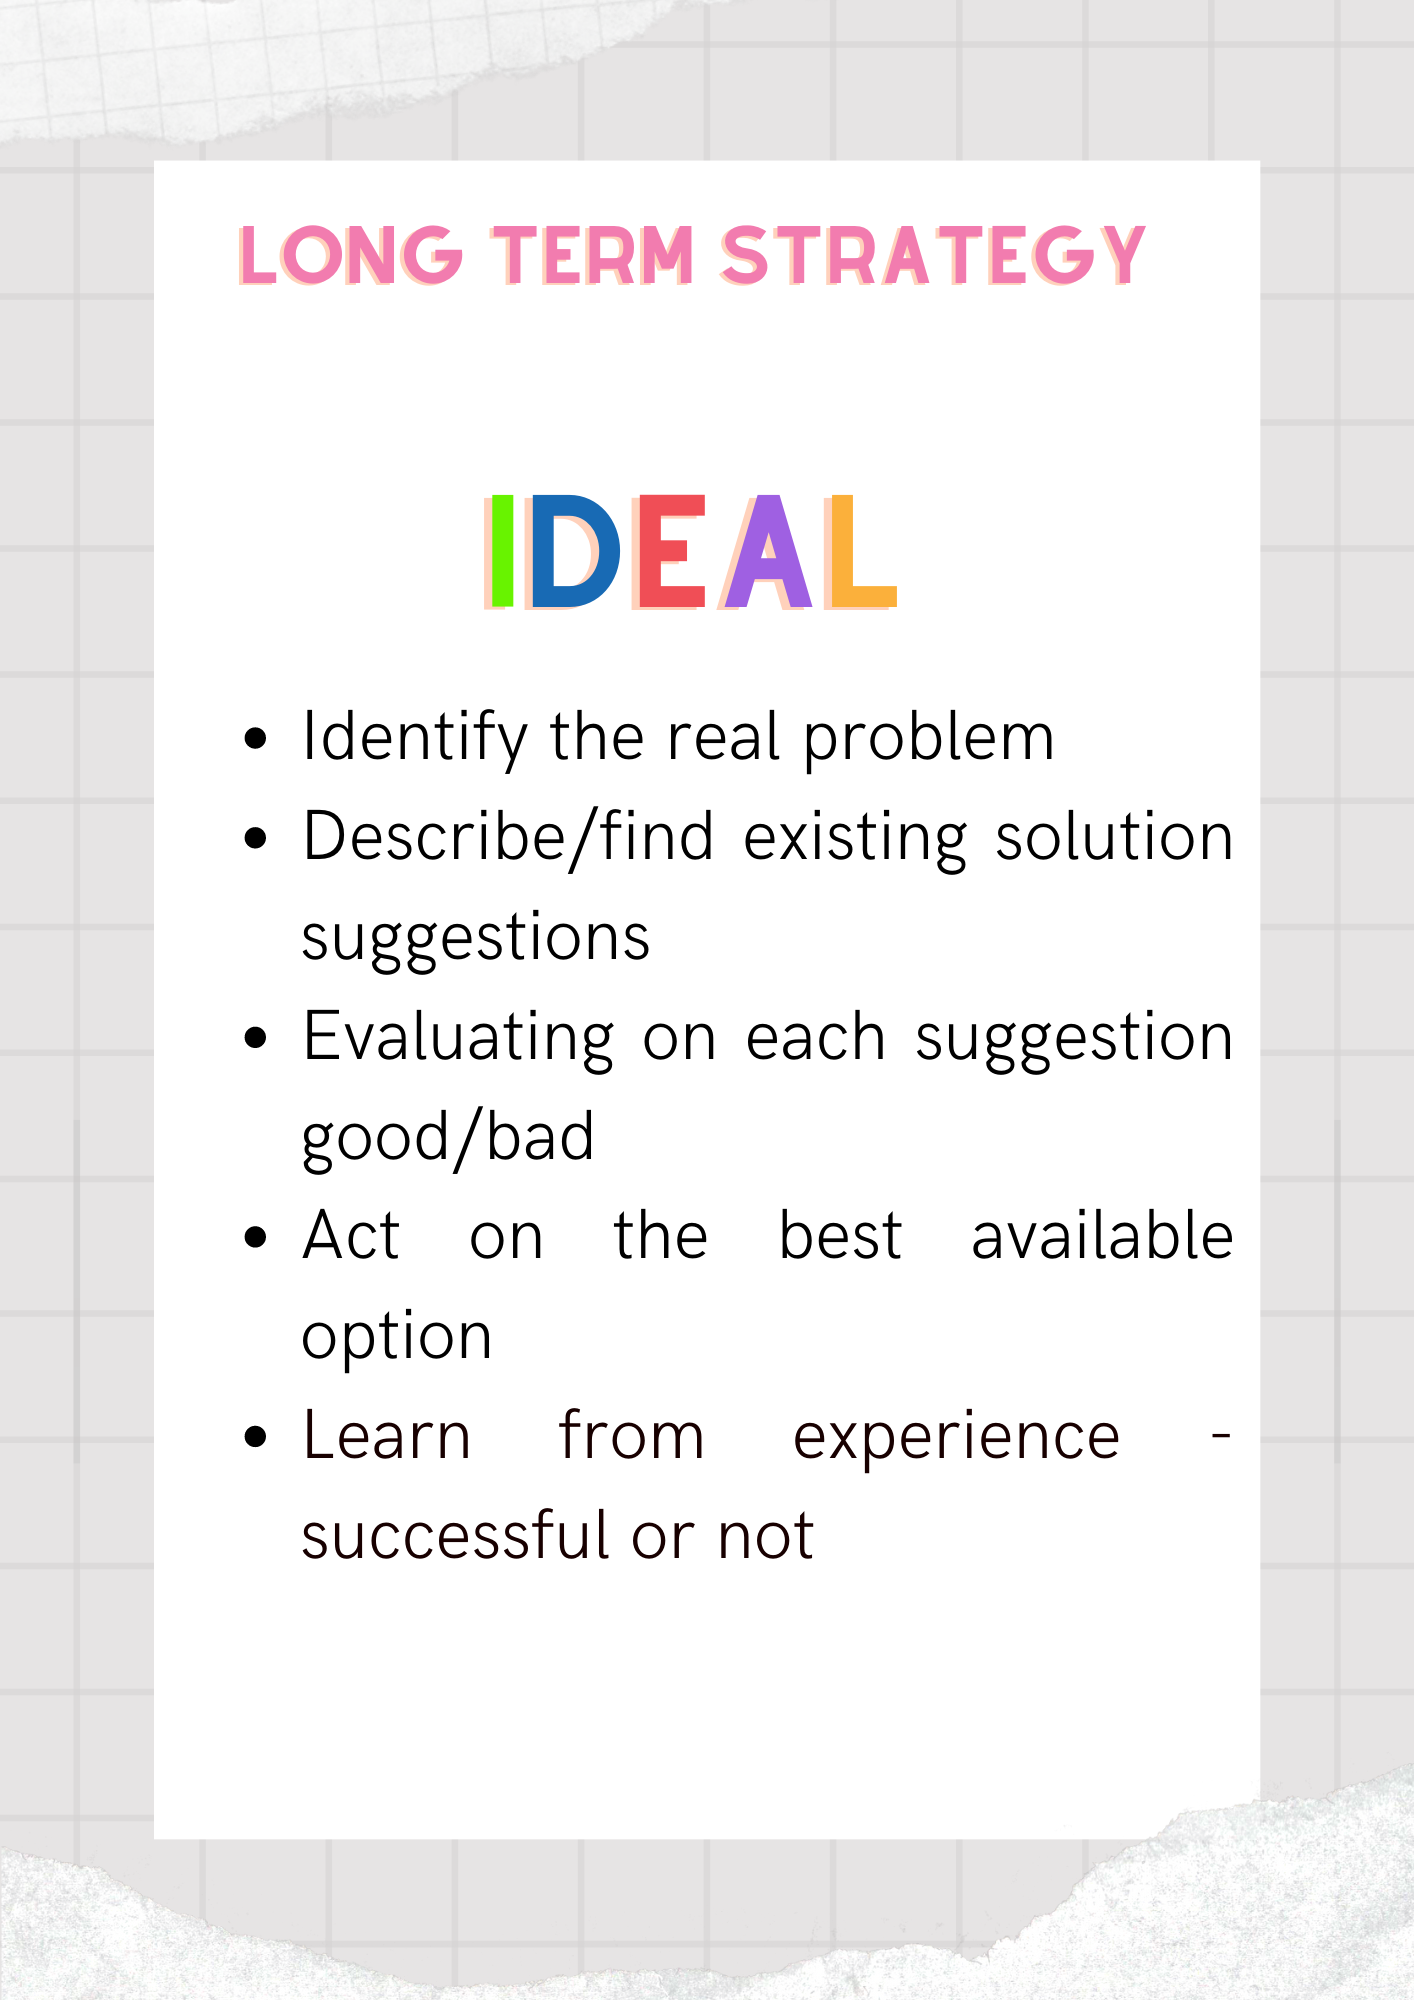 LONG TERM STRATEGY
IDEAL
• Identify the real problem
• Describe/find existing solution
suggestions
• Evaluating on each suggestion
good/bad
• Act on the best available
option
• Learn from experience -
successful or not